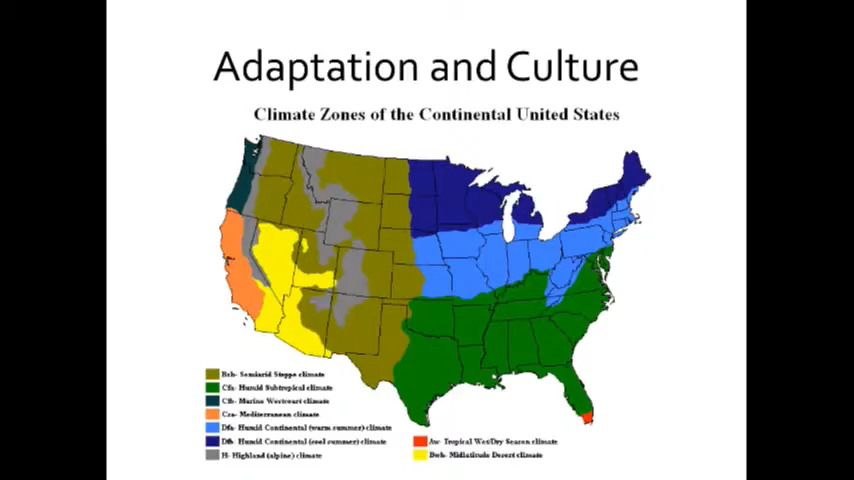 Adaptation and Culture
Climate Zones of the Continental United States
Bsk- Semiarid Steppe climate
Cfa- Humid Subtropical climate
Cfb- Marine Westcoast climate
Csa- Mediterranean climate
Dfa- Humid Continental (warm summer) climate
Dfb- Humid Continental (cool summer) climate
H- Highland (alpine) climate
Aw- Tropical Wet/Dry Season climate
Bwh- Midlatitude Desert climate